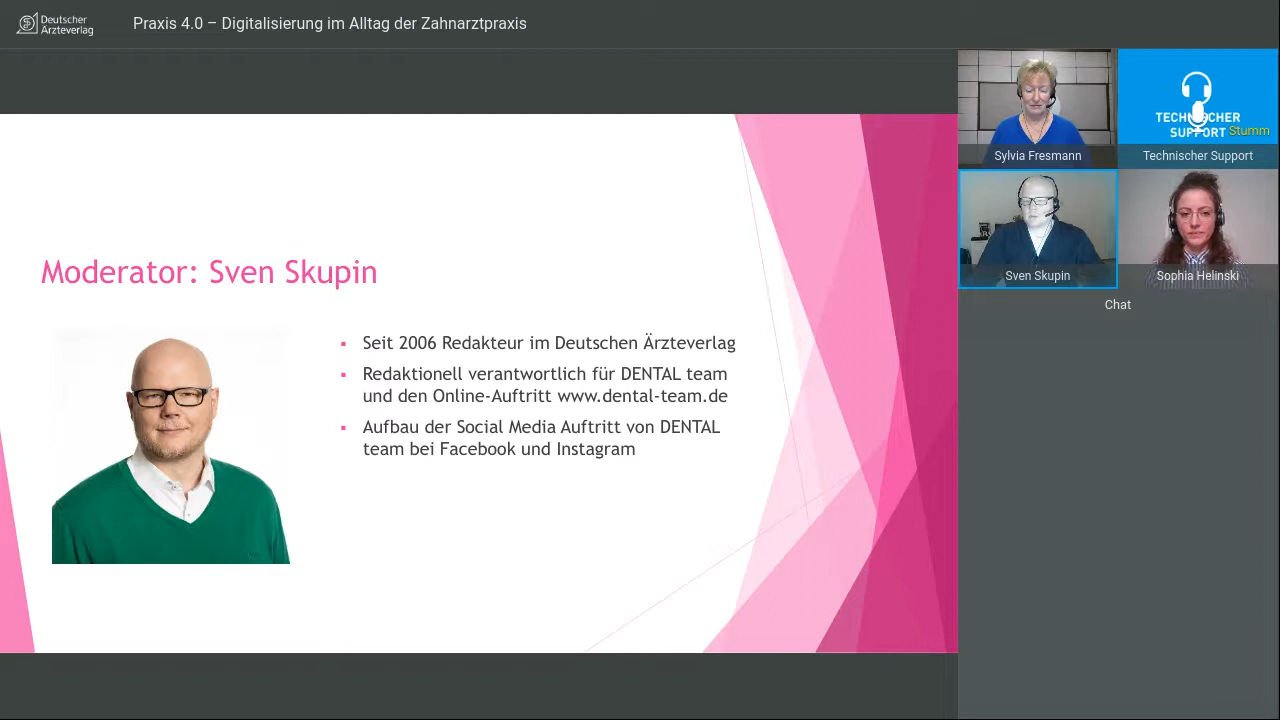 Deutscher
Ärzteverlag
Praxis 4.0 – Digitalisierung im Alltag der Zahnarztpraxis
Moderator: Sven Skupin
▪ Seit 2006 Redakteur im Deutschen Ärzteverlag
▪ Redaktionell verantwortlich für DENTAL team
und den Online-Auftritt www.dental-team.de
▪ Aufbau der Social Media Auftritt von DENTAL
team bei Facebook und Instagram
Sylvia Fresmann
TECHNISCHER
SUPPORT
Stumm
Technischer Support
Sven Skupin
Sophia Helinski
Chat